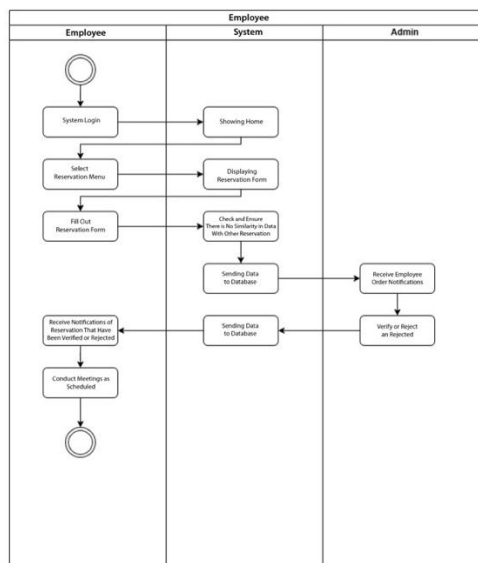 Employee
Employee
System
Admin
System Login
Showing Home
Select
Reservation Menu
Displaying
Reservation Form
Fill Out
Reservation Form
Check and Ensure
There is No Similarity in Data
With Other Reservation
Sending Data
to Database
Receive Employee
Order Notifications
Receive Notifications of
Reservation That Have
Been Verified or Rejected
Sending Data
to Database
Verify or Reject
an Rejected
Conduct Meetings as
Scheduled